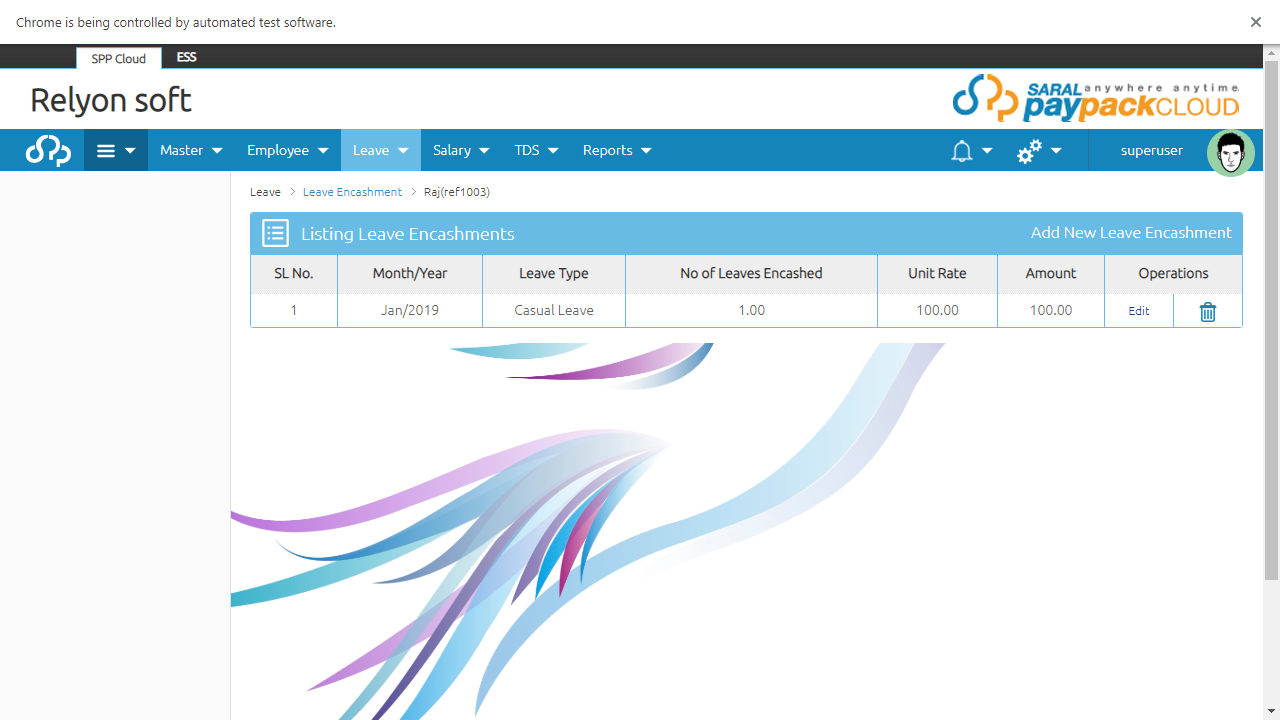 Chrome is being controlled by automated test software.
SPP Cloud ESS
Relyon soft
SARAL anywhere anytime
paypackCLOUD
Master Employee Leave Salary TDS Reports superuser
Leave > Leave Encashment > Raj(ref1003)
Listing Leave Encashments Add New Leave Encashment
SL No. Month/Year Leave Type No of Leaves Encashed Unit Rate Amount Operations
1 Jan/2019 Casual Leave 1.00 100.00 100.00 Edit